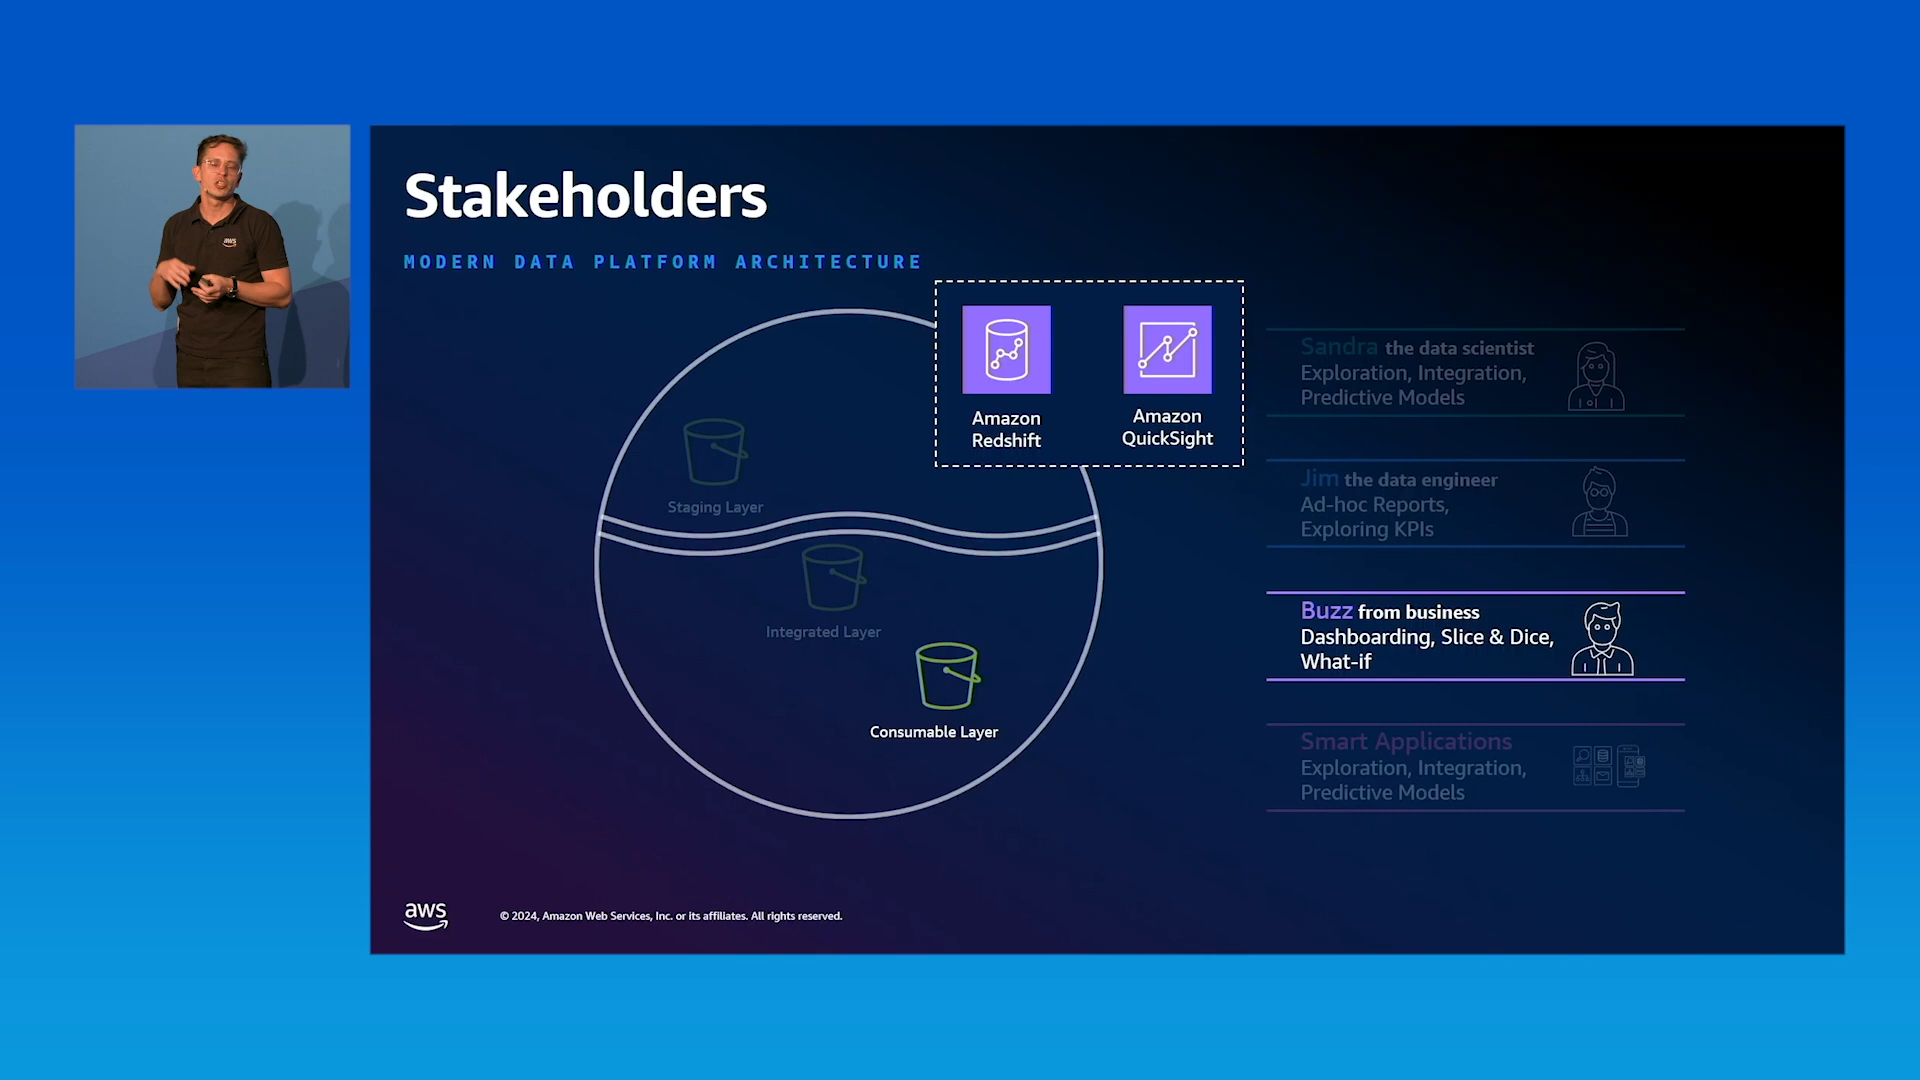 Stakeholders
MODERN DATA PLATFORM ARCHITECTURE
Amazon
Redshift
Amazon
QuickSight
Staging Layer
Integrated Layer
Consumable Layer
Sandra the data scientist
Exploration, Integration,
Predictive Models
Jim the data engineer
Ad-hoc Reports,
Exploring KPIs
Buzz from business
Dashboarding, Slice & Dice,
What-if
Smart Applications
Exploration, Integration,
Predictive Models
aws
© 2024, Amazon Web Services, Inc. or its affiliates. All rights reserved.
aws